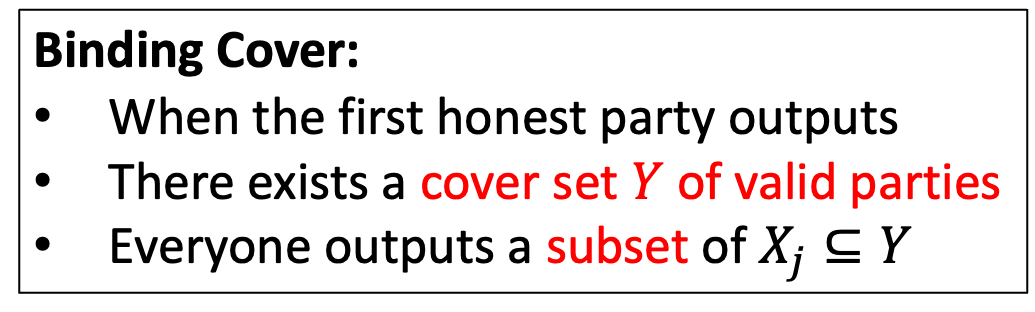 Binding Cover:
• When the first honest party outputs
• There exists a cover set Y of valid parties
• Everyone outputs a subset of Xⱼ ⊆ Y